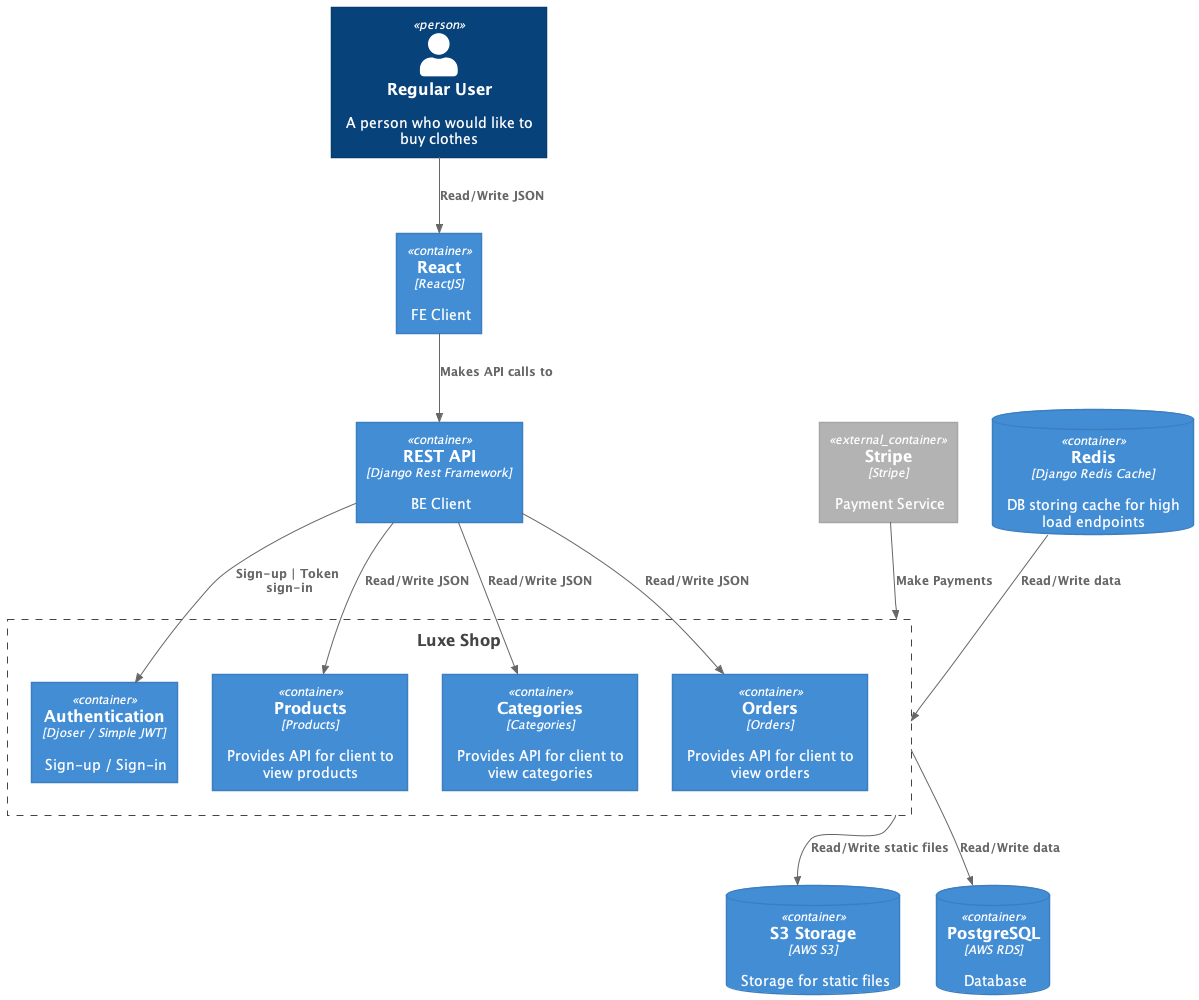 «person»
Regular User
A person who would like to
buy clothes
Read/Write JSON
«container»
React
[ReactJS]
FE Client
Makes API calls to
«container»
REST API
[Django Rest Framework]
BE Client
«external_container»
Stripe
[Stripe]
Payment Service
«container»
Redis
[Django Redis Cache]
DB storing cache for high
load endpoints
Sign-up | Token
sign-in
Read/Write JSON
Read/Write JSON
Read/Write JSON
Make Payments
Read/Write data
Luxe Shop
«container»
Authentication
[Djoser / Simple JWT]
Sign-up / Sign-in
«container»
Products
[Products]
Provides API for client to
view products
«container»
Categories
[Categories]
Provides API for client to
view categories
«container»
Orders
[Orders]
Provides API for client to
view orders
Read/Write static files
Read/Write data
«container»
S3 Storage
[AWS S3]
Storage for static files
«container»
PostgreSQL
[AWS RDS]
Database